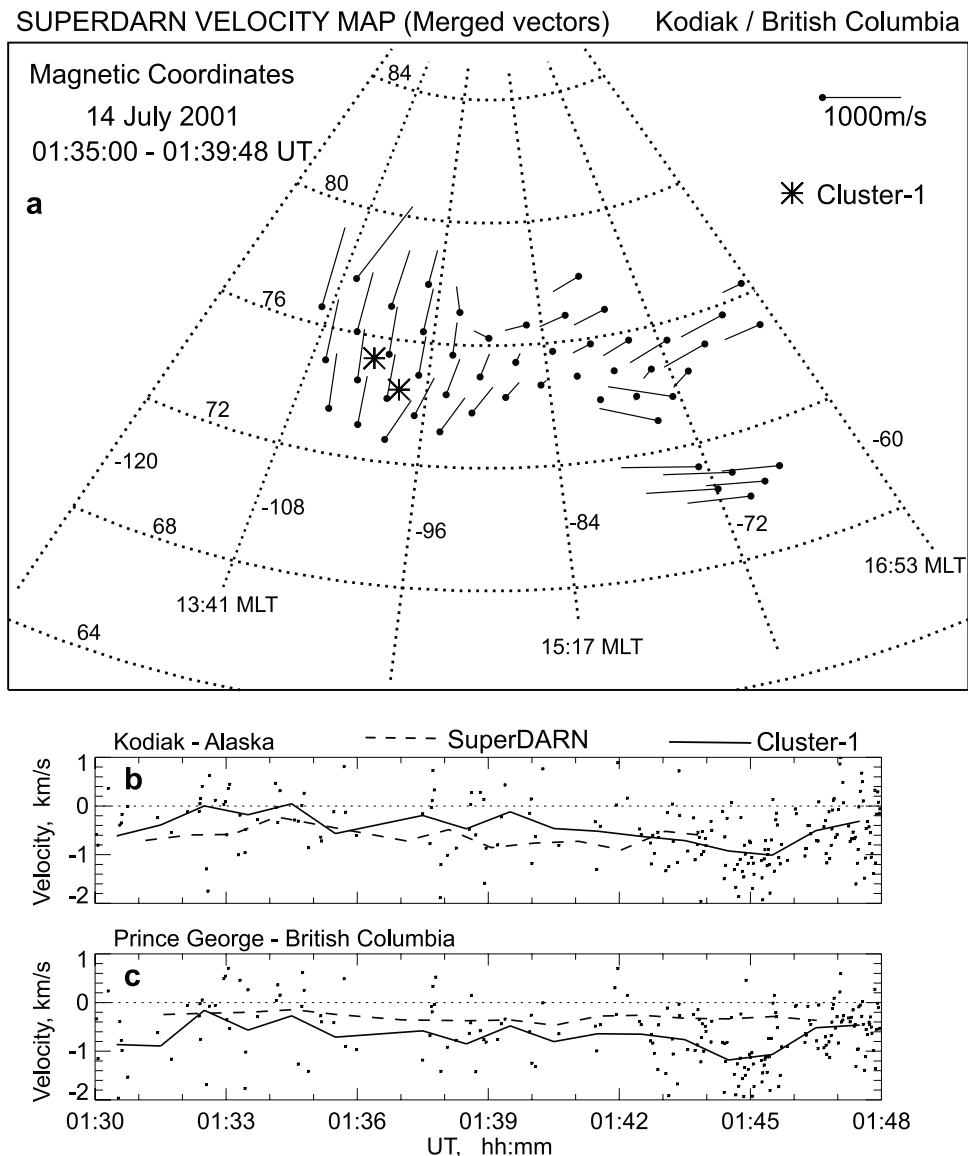 SUPERDARN VELOCITY MAP (Merged vectors) Kodiak / British Columbia
Magnetic Coordinates
14 July 2001
01:35:00 - 01:39:48 UT
84
1000m/s
80
a
Cluster-1
76
72
-120
-60
-108
68
-96
-84
-72
16:53 MLT
13:41 MLT
64
15:17 MLT
Kodiak - Alaska SuperDARN Cluster-1
b
Velocity, km/s
1
0
-1
-2
Prince George - British Columbia
c
Velocity, km/s
1
0
-1
-2
01:30 01:33 01:36 01:39 01:42 01:45 01:48
UT, hh:mm